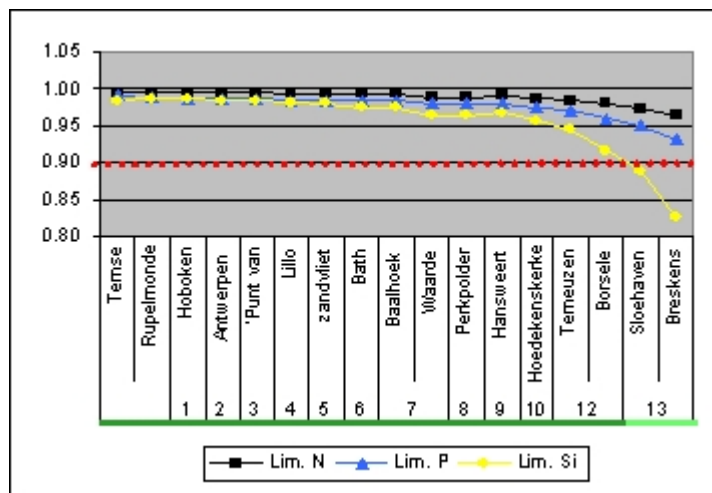 1.05
1.00
0.95
0.90
0.85
0.80
Temse
Rupelmonde
Hoboken
Antwerpen
'Punt van
Lillo
zandvliet
Bath
Baalhoek
Waarde
Perkpolder
Hansweert
Hoedekenskerke
Terneuzen
Borsele
Sloehaven
Breskens
1 2 3 4 5 6 7 8 9 10 12 13
Lim. N Lim. P Lim. Si